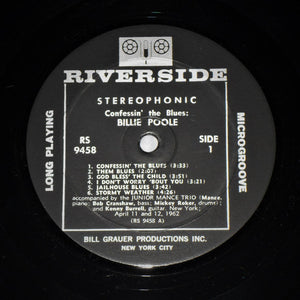 RIVERSIDE
STEREOPHONIC
Confessin' the Blues:
BILLIE POOLE
RS
9458
SIDE
1
LONG PLAYING
MICROGROOVE
1. CONFESSIN' THE BLUES (3:33)
2. THEM BLUES (3:23)
3. GOD BLESS' THE CHILD (3:51)
4. I DON'T WORRY 'BOUT YOU (3:21)
5. JAILHOUSE BLUES (3:42)
6. STORMY WEATHER (4:30)
accompanied by the JUNIOR MANCE TRIO (Mance,
piano; Bob Cranshaw, bass; Mickey Roker, drums)
and Kenny Burrell, guitar. New York;
April 11 and 12, 1962
(RS 9458 A)
BILL GRAUER PRODUCTIONS INC.
NEW YORK CITY